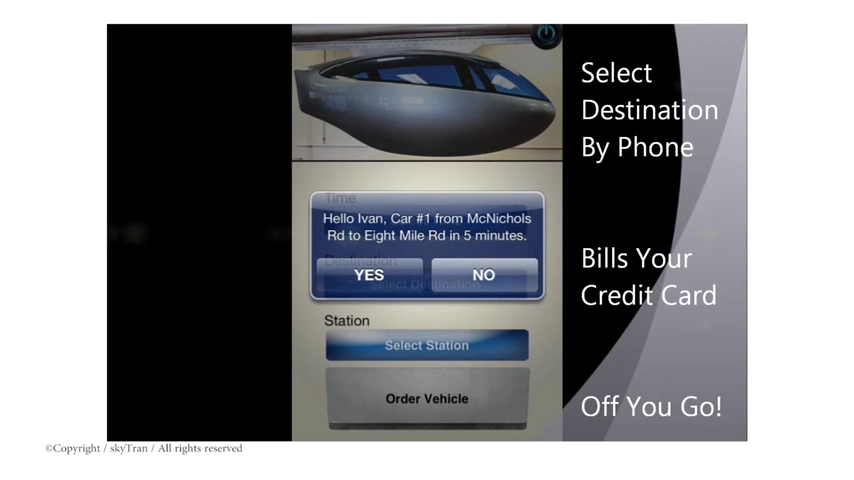 Select
Destination
By Phone
Time
Hello Ivan, Car #1 from McNichols
Rd to Eight Mile Rd in 5 minutes.
Destination
YES
NO
Select Destination
Station
Select Station
Order Vehicle
Bills Your
Credit Card
Off You Go!
©Copyright / skyTran / All rights reserved